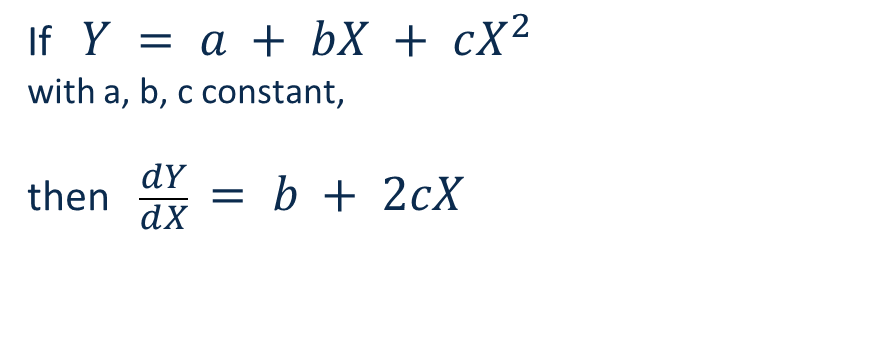 If Y = a + bX + cX²
with a, b, c constant,
then dY/dX = b + 2cX